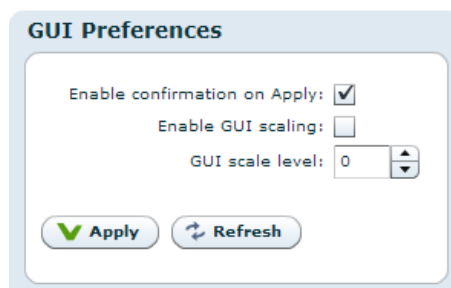 GUI Preferences
Enable confirmation on Apply:
Enable GUI scaling:
GUI scale level: 0
Apply Refresh